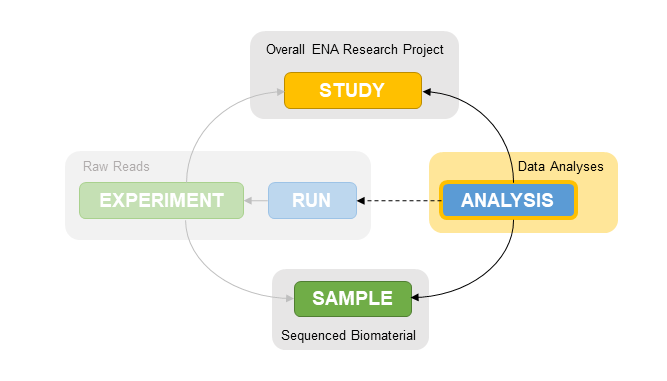 Overall ENA Research Project
STUDY
Raw Reads
Data Analyses
EXPERIMENT
RUN
ANALYSIS
SAMPLE
Sequenced Biomaterial